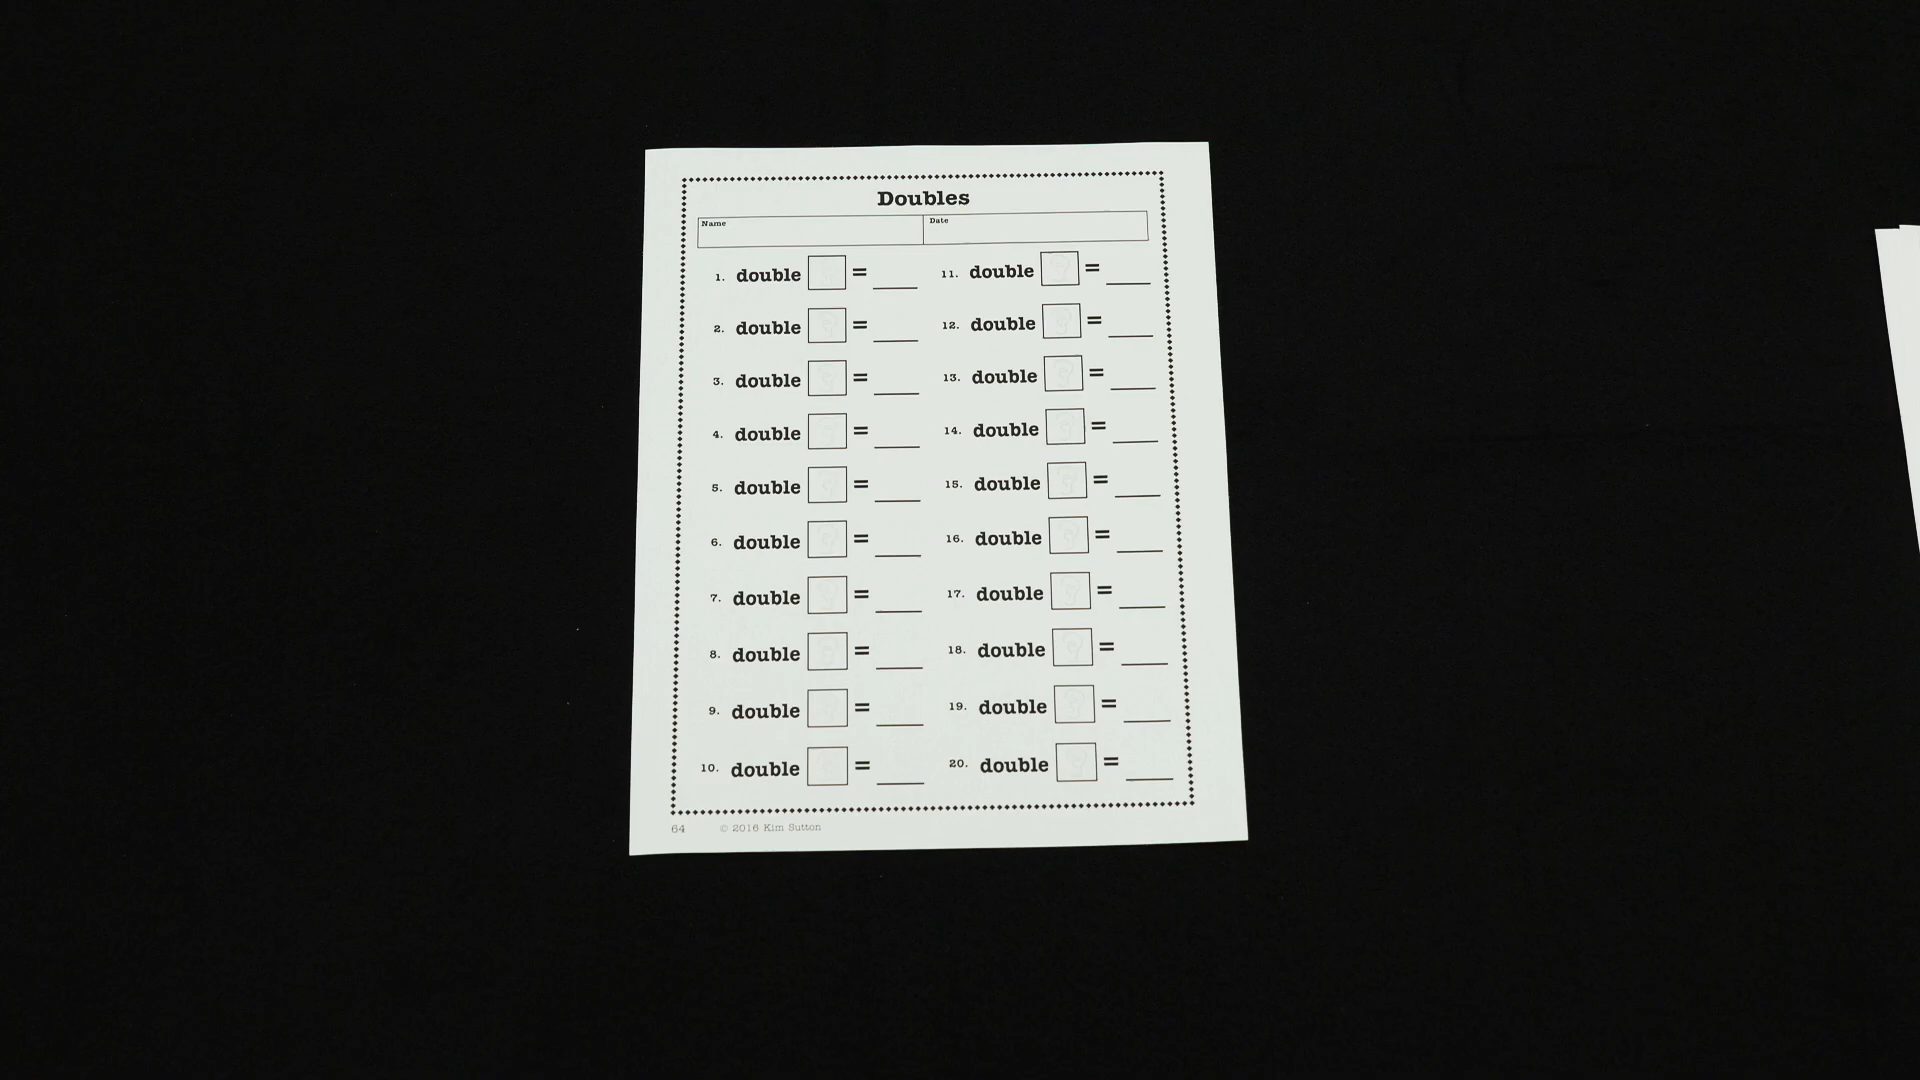 Doubles
Name
Date
1. double =
2. double =
3. double =
4. double =
5. double =
6. double =
7. double =
8. double =
9. double =
10. double =
11. double =
12. double =
13. double =
14. double =
15. double =
16. double =
17. double =
18. double =
19. double =
20. double =
64 © 2016 Kim Sutton